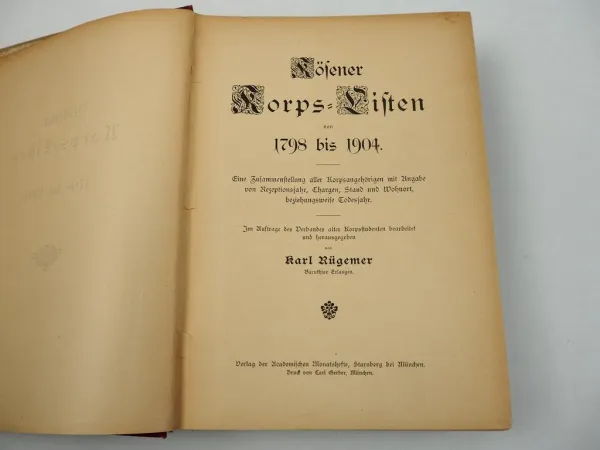 Kösener
Korps-Listen
von
1798 bis 1904.
Eine Zusammenstellung aller Korpsangehörigen mit Angabe
von Rezeptionsjahr, Chargen, Stand und Wohnort,
beziehungsweise Todesjahr.
Im Auftrage des Verbandes alter Korpsstudenten bearbeitet
und herausgegeben
von
Karl Rügemer
Baruthiae Erlangen.
Verlag der Academischen Monatshefte, Starnberg bei München.
Druck von Carl Gerber, München.